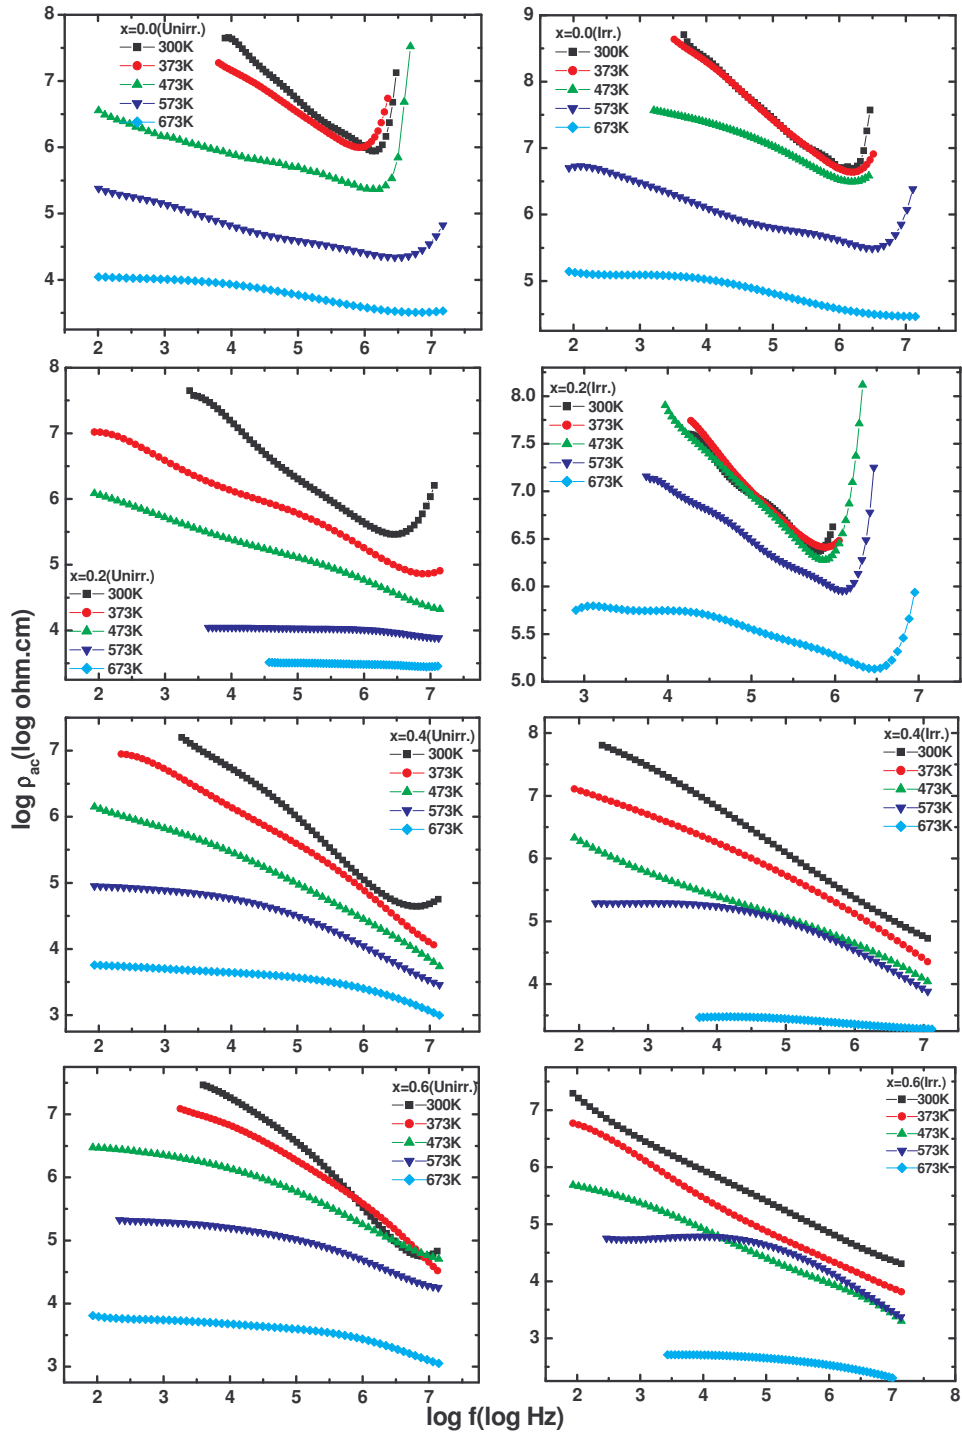 x=0.0(Unirr.)
300K
373K
473K
573K
673K
8
7
6
5
4
2 3 4 5 6 7
x=0.0(Irr.)
300K
373K
473K
573K
673K
9
8
7
6
5
2 3 4 5 6 7
x=0.2(Unirr.)
300K
373K
473K
573K
673K
8
7
6
5
4
2 3 4 5 6 7
x=0.2(Irr.)
300K
373K
473K
573K
673K
8.0
7.5
7.0
6.5
6.0
5.5
5.0
3 4 5 6 7
log ρac(log ohm.cm)
x=0.4(Unirr.)
300K
373K
473K
573K
673K
7
6
5
4
3
2 3 4 5 6 7
x=0.4(Irr.)
300K
373K
473K
573K
673K
8
7
6
5
4
2 3 4 5 6 7
x=0.6(Unirr.)
300K
373K
473K
573K
673K
7
6
5
4
3
2 3 4 5 6 7
x=0.6(Irr.)
300K
373K
473K
573K
673K
7
6
5
4
3
2 3 4 5 6 7 8
log f(log Hz)